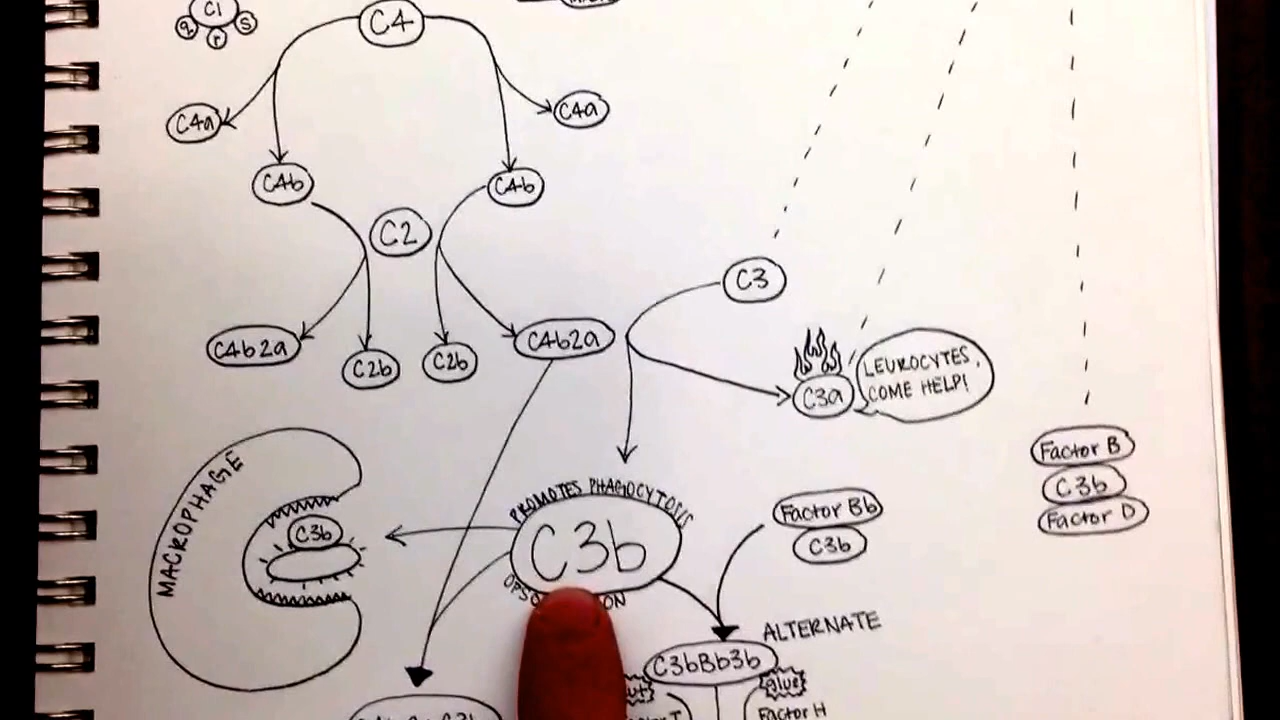 C1
q
r
S
C4
C4a
C4a
C4b
C4b
C2
C3
C4b2a
C2b
C2b
C4b2a
C3a
LEUKOCYTES,
COME HELP!
Factor B
C3b
Factor D
MACROPHAGE
C3b
PROMOTES PHAGOCYTOSIS
C3b
Factor Bb
C3b
ALTERNATE
C3bBb3b
glue
Factor H